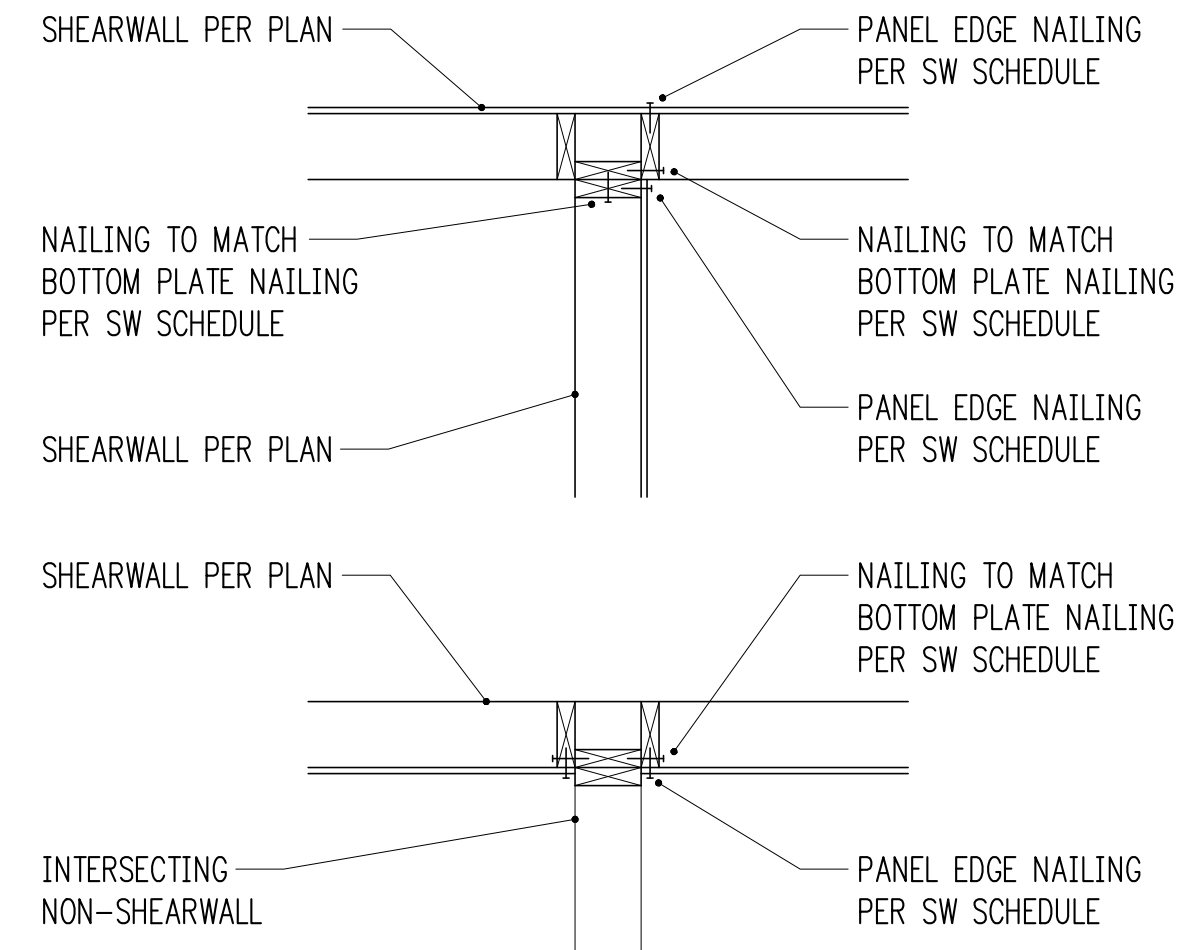 SHEARWALL PER PLAN
PANEL EDGE NAILING
PER SW SCHEDULE
NAILING TO MATCH
BOTTOM PLATE NAILING
PER SW SCHEDULE
NAILING TO MATCH
BOTTOM PLATE NAILING
PER SW SCHEDULE
PANEL EDGE NAILING
PER SW SCHEDULE
SHEARWALL PER PLAN
SHEARWALL PER PLAN
NAILING TO MATCH
BOTTOM PLATE NAILING
PER SW SCHEDULE
INTERSECTING
NON-SHEARWALL
PANEL EDGE NAILING
PER SW SCHEDULE